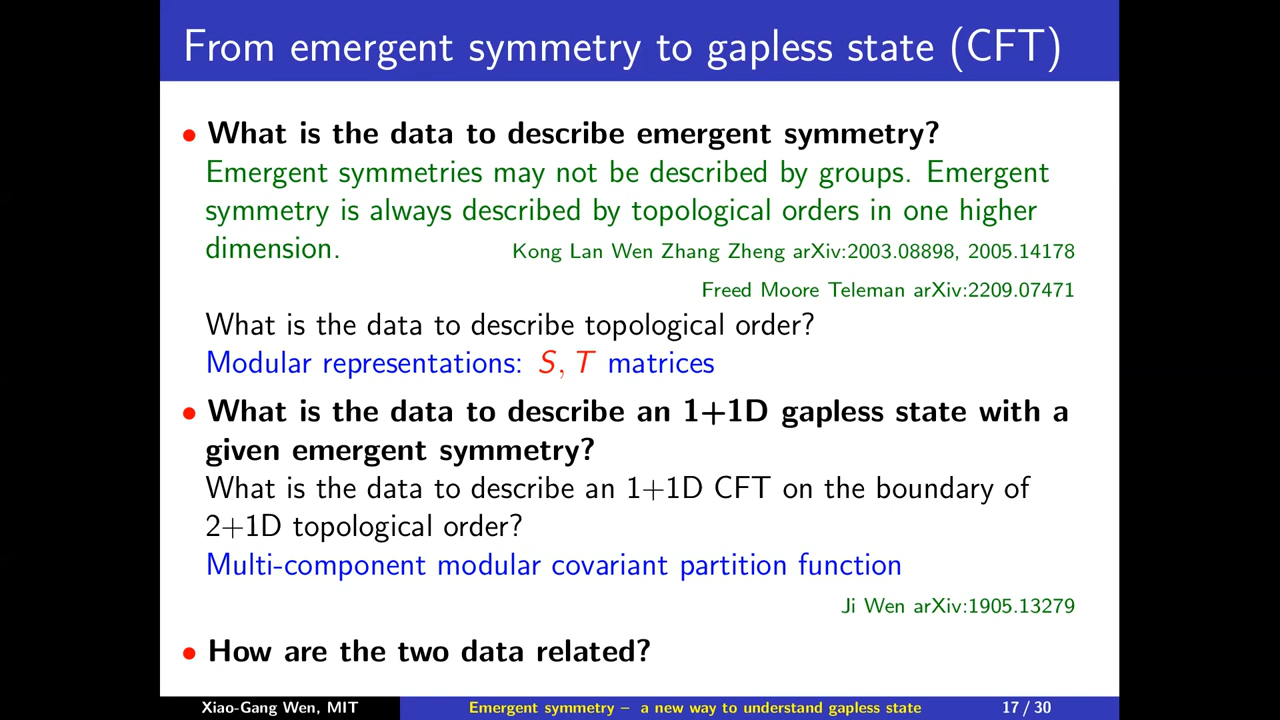 From emergent symmetry to gapless state (CFT)
• What is the data to describe emergent symmetry?
Emergent symmetries may not be described by groups. Emergent
symmetry is always described by topological orders in one higher
dimension. Kong Lan Wen Zhang Zheng arXiv:2003.08898, 2005.14178
Freed Moore Teleman arXiv:2209.07471
What is the data to describe topological order?
Modular representations: S, T matrices
• What is the data to describe an 1+1D gapless state with a
given emergent symmetry?
What is the data to describe an 1+1D CFT on the boundary of
2+1D topological order?
Multi-component modular covariant partition function
Ji Wen arXiv:1905.13279
• How are the two data related?
Xiao-Gang Wen, MIT Emergent symmetry – a new way to understand gapless state 17 / 30